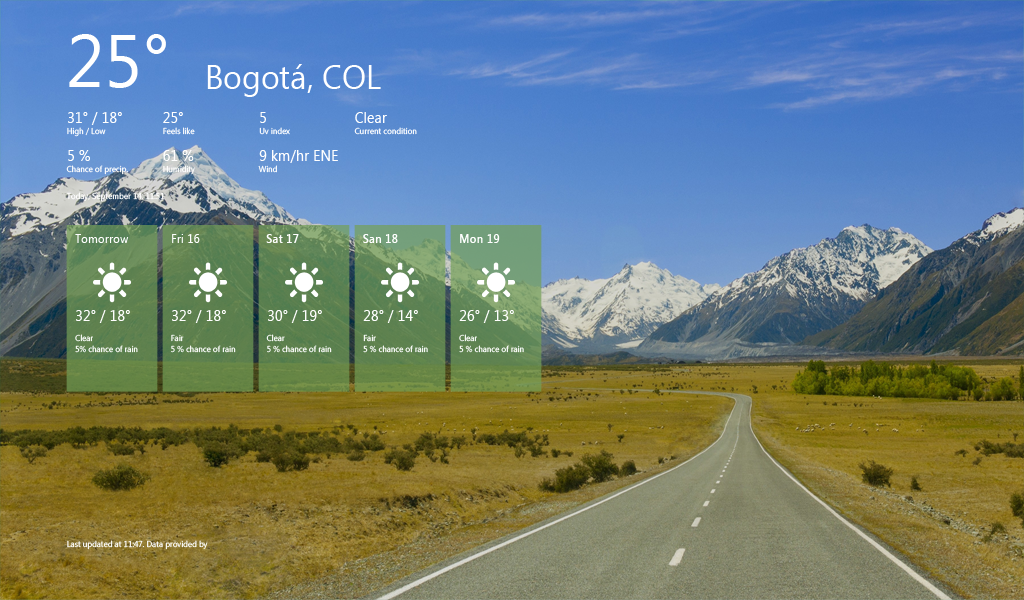 25°
Bogotá, COL
31° / 18°
High / Low
25°
Feels like
5
Uv index
Clear
Current condition
5 %
Chance of precip.
61 %
Humidity
9 km/hr ENE
Wind
Today, September 14,
Tomorrow
32° / 18°
Clear
5% chance of rain
Fri 16
32° / 18°
Fair
5 % chance of rain
Sat 17
30° / 19°
Clear
5 % chance of rain
San 18
28° / 14°
Fair
5 % chance of rain
Mon 19
26° / 13°
Clear
5 % chance of rain
Last updated at 11:47. Data provided by